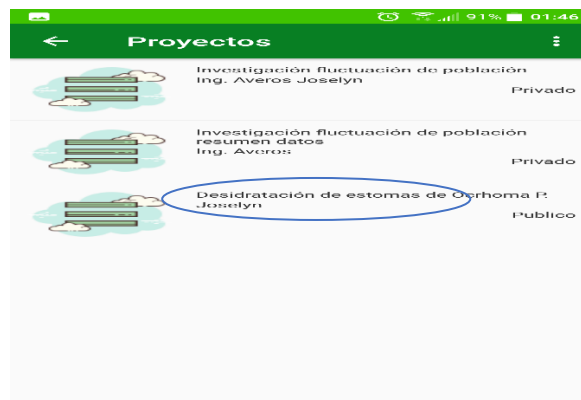 91% 01:46
Proyectos
Investigación fluctuación de población
Ing. Averos Joselyn
Privado
Investigación fluctuación de población
resumen datos
Ing. Averos
Privado
Desidratación de estomas de Ocrhoma P.
Joselyn
Publico